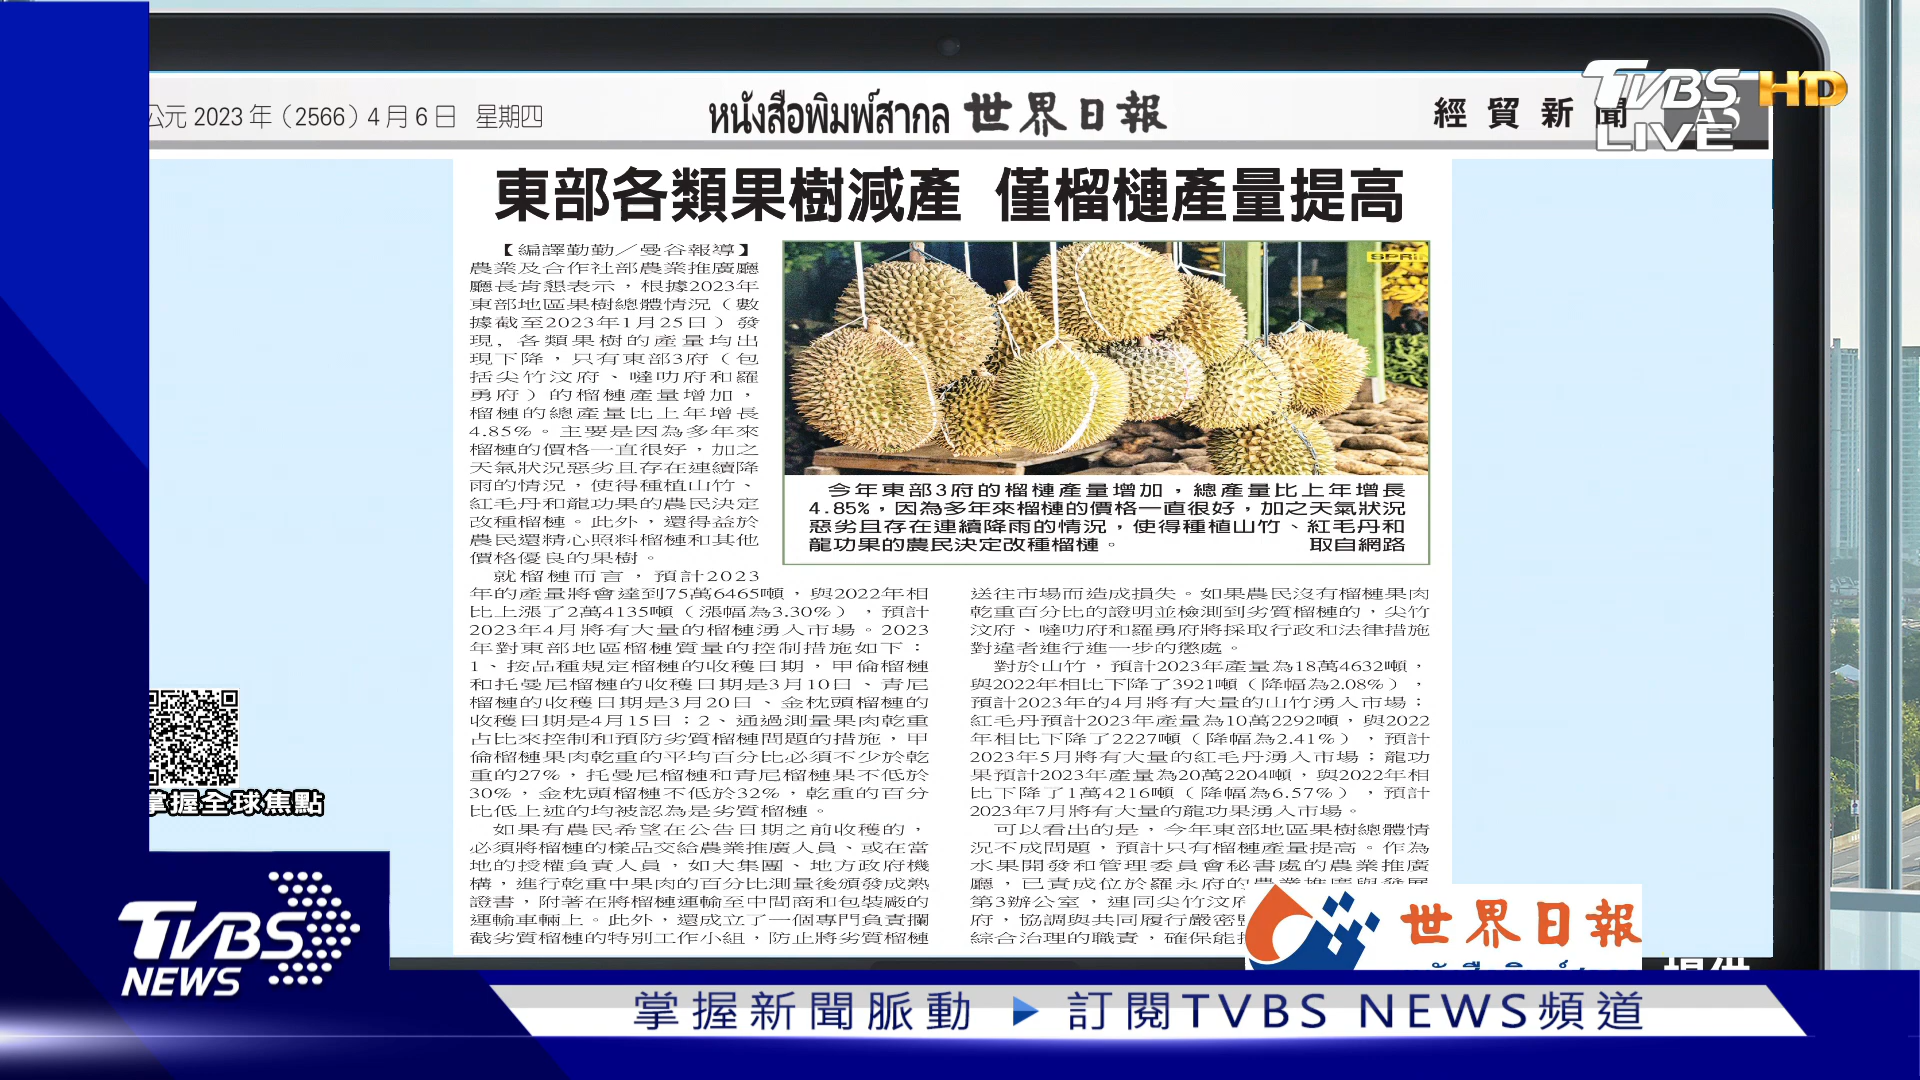 公元 2023 年（2566）4 月 6 日 星期四
หนังสือพิมพ์สากล 世界日報
經貿新聞
TVBS HD
LIVE
東部各類果樹減產 僅榴槤產量提高
【編譯勤勤／曼谷報導】
農業及合作社部農業推廣廳
廳長肯懇表示，根據2023年
東部地區果樹總體情況（數
據截至2023年1月25日）發
現，各類果樹的產量均出
現下降，只有東部3府（包
括尖竹汶府、噠叻府和羅
勇府）的榴槤產量增加，
榴槤的總產量比上年增長
4.85%。主要是因為多年來
榴槤的價格一直很好，加之
天氣狀況惡劣且存在連續降
雨的情況，使得種植山竹、
紅毛丹和龍功果的農民決定
改種榴槤。此外，還得益於
農民還精心照料榴槤和其他
價格優良的果樹。
就榴槤而言，預計2023
年的產量將會達到75萬6465噸，與2022年相
比上漲了2萬4135噸（漲幅為3.30%），預計
2023年4月將有大量的榴槤湧入市場。2023
年對東部地區榴槤質量的控制措施如下：
1、按品種規定榴槤的收穫日期，甲倫榴槤
和托曼尼榴槤的收穫日期是3月10日、青尼
榴槤的收穫日期是3月20日、金枕頭榴槤的
收穫日期是4月15日；2、通過測量果肉乾重
占比來控制和預防劣質榴槤問題的措施，甲
倫榴槤果肉乾重的平均百分比必須不少於乾
重的27%，托曼尼榴槤和青尼榴槤果不低於
30%，金枕頭榴槤不低於32%，乾重的百分
比低上述的均被認為是劣質榴槤。
如果有農民希望在公告日期之前收穫的，
必須將榴槤的樣品交給農業推廣人員、或在當
地的授權負責人員，如大集團、地方政府機
構，進行乾重中果肉的百分比測量後頒發成熟
證書，附著在將榴槤運輸至中間商和包裝廠的
運輸車輛上。此外，還成立了一個專門負責攔
截劣質榴槤的特別工作小組，防止將劣質榴槤
SPRi
今年東部3府的榴槤產量增加，總產量比上年增長
4.85%，因為多年來榴槤的價格一直很好，加之天氣狀況
惡劣且存在連續降雨的情況，使得種植山竹、紅毛丹和
龍功果的農民決定改種榴槤。 取自網路
送往市場而造成損失。如果農民沒有榴槤果肉
乾重百分比的證明並檢測到劣質榴槤的，尖竹
汶府、噠叻府和羅勇府將採取行政和法律措施
對違者進行進一步的懲處。
對於山竹，預計2023年產量為18萬4632噸，
與2022年相比下降了3921噸（降幅為2.08%），
預計2023年的4月將有大量的山竹湧入市場；
紅毛丹預計2023年產量為10萬2292噸，與2022
年相比下降了2227噸（降幅為2.41%），預計
2023年5月將有大量的紅毛丹湧入市場；龍功
果預計2023年產量為20萬2204噸，與2022年相
比下降了1萬4216噸（降幅為6.57%），預計
2023年7月將有大量的龍功果湧入市場。
可以看出的是，今年東部地區果樹總體情
況不成問題，預計只有榴槤產量提高。作為
水果開發和管理委員會秘書處的農業推廣
廳，已責成位於羅永府的農業推廣與發展
第3辦公室，連同尖竹汶府
府，協調與共同履行嚴密
綜合治理的職責，確保能
掌握全球焦點
世界日報
提供
TVBS
NEWS
掌握新聞脈動 ▶ 訂閱TVBS NEWS頻道